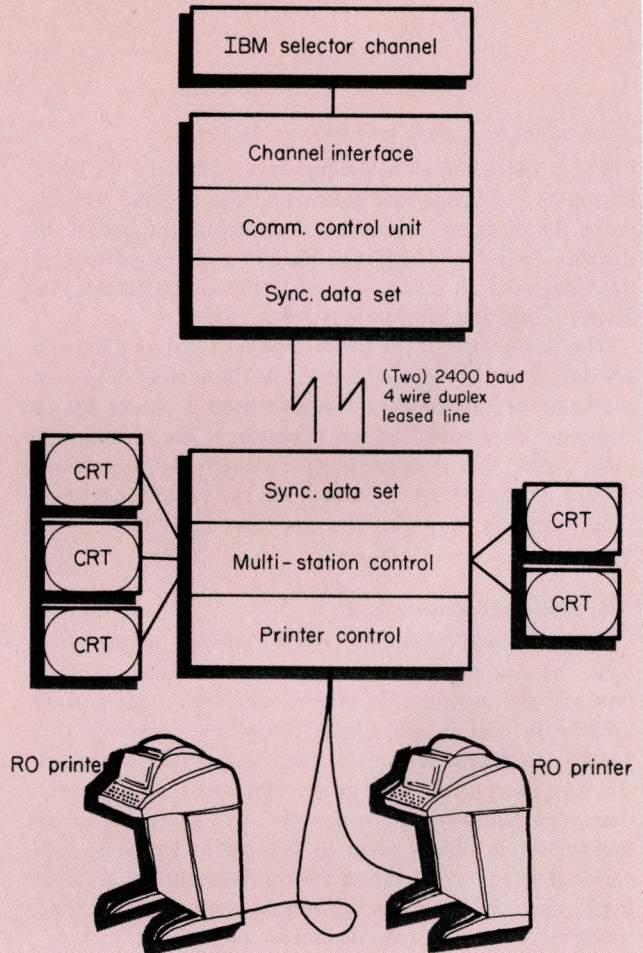 IBM selector channel
Channel interface
Comm. control unit
Sync. data set
(Two) 2400 baud
4 wire duplex
leased line
Sync. data set
Multi-station control
Printer control
CRT
CRT
CRT
CRT
CRT
RO printer
RO printer